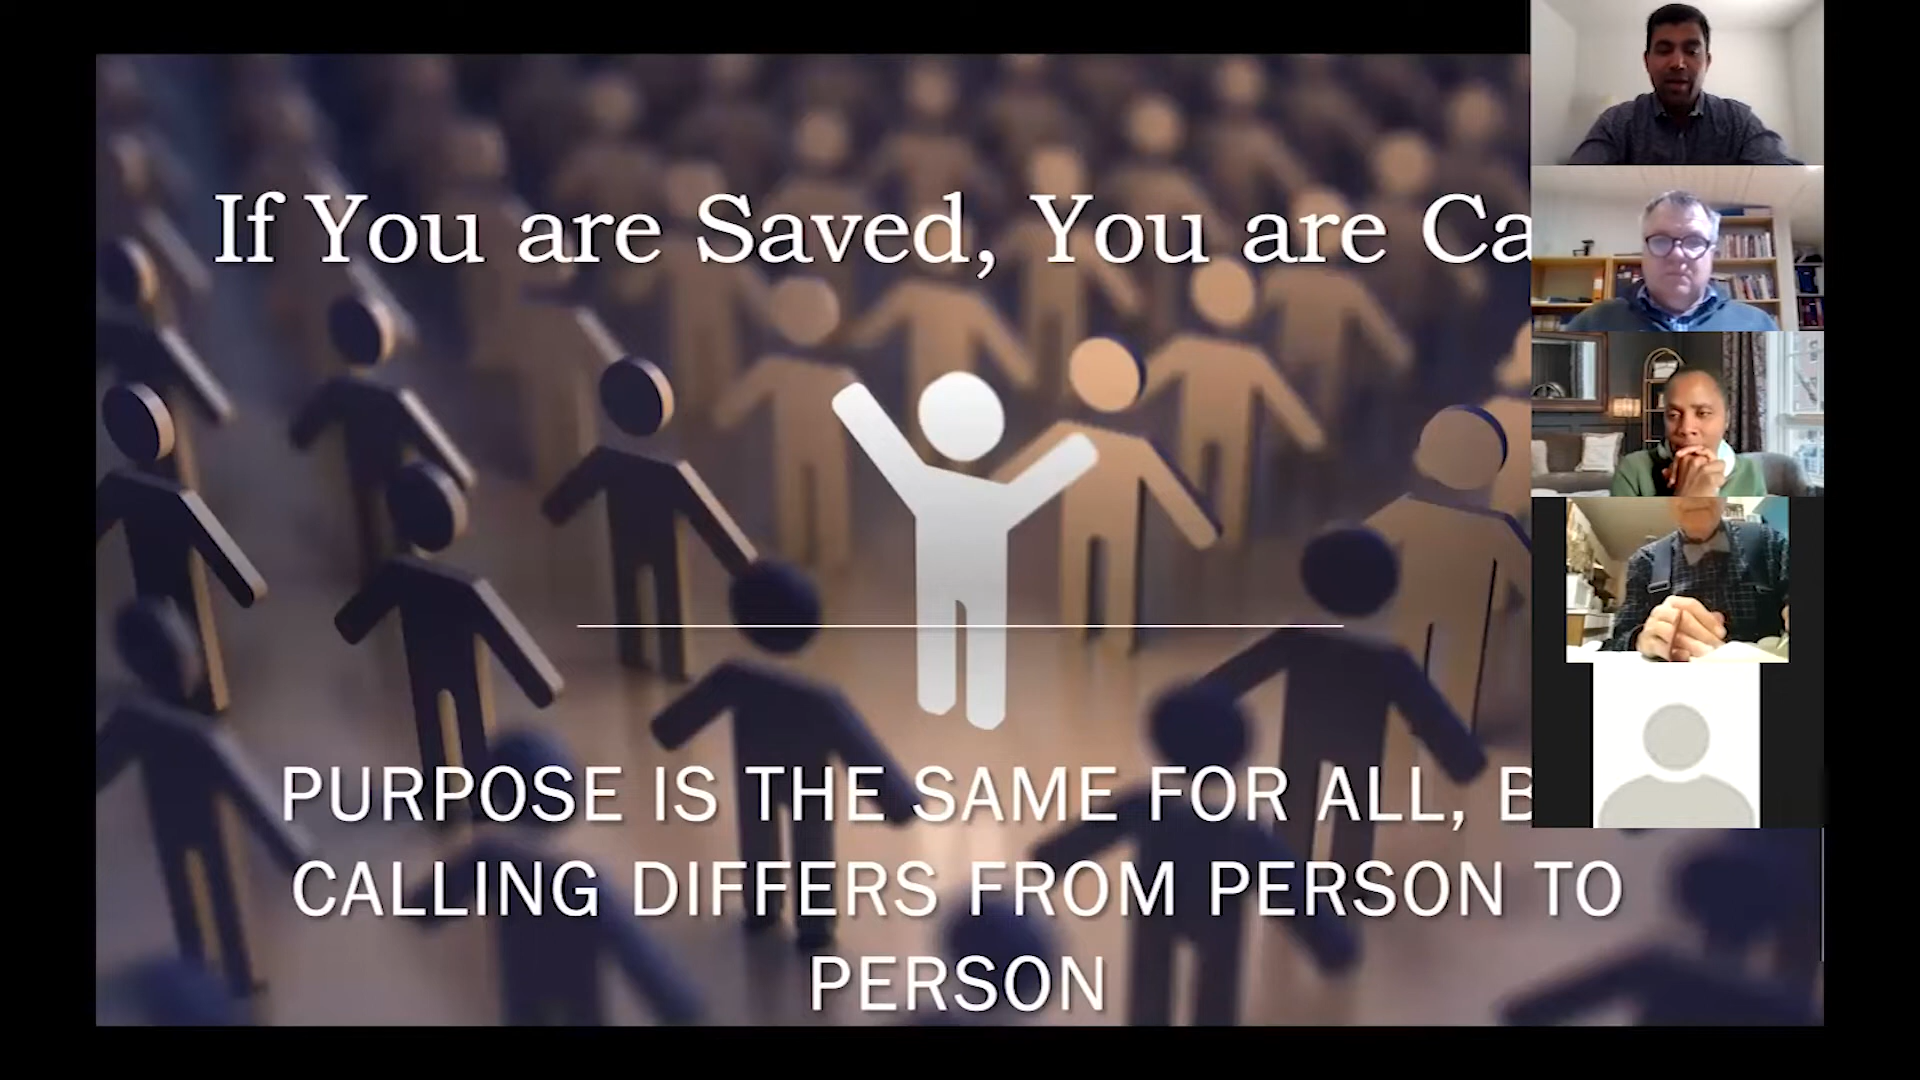 If You are Saved, You are Ca
PURPOSE IS THE SAME FOR ALL, B
CALLING DIFFERS FROM PERSON TO
PERSON